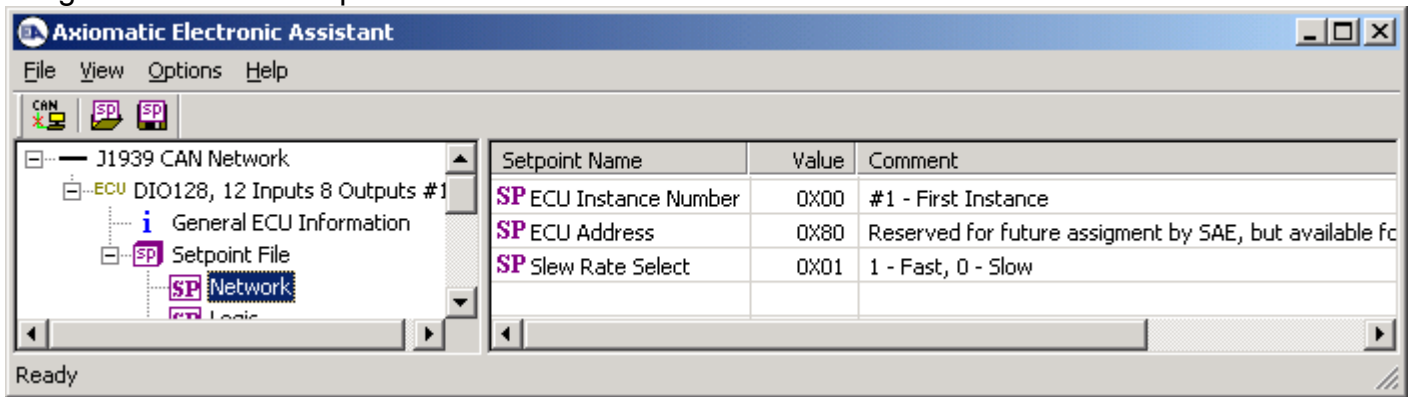 Axiomatic Electronic Assistant
File View Options Help
CAN SP SP
J1939 CAN Network
ECU DIO128, 12 Inputs 8 Outputs #1
i General ECU Information
SP Setpoint File
SP Network
SP Logic
Setpoint Name Value Comment
SP ECU Instance Number 0X00 #1 - First Instance
SP ECU Address 0X80 Reserved for future assigment by SAE, but available fo
SP Slew Rate Select 0X01 1 - Fast, 0 - Slow
Ready